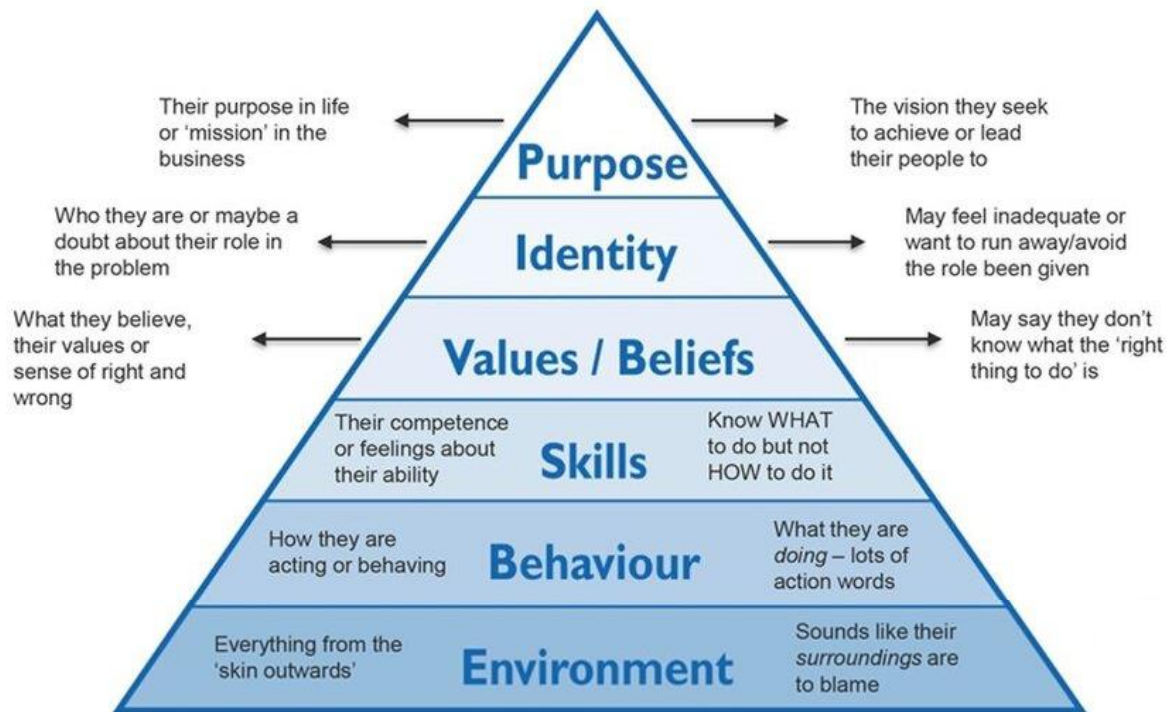 Their purpose in life
or ‘mission’ in the
business
Purpose
The vision they seek
to achieve or lead
their people to
Who they are or maybe a
doubt about their role in
the problem
Identity
May feel inadequate or
want to run away/avoid
the role been given
What they believe,
their values or
sense of right and
wrong
Values / Beliefs
May say they don’t
know what the ‘right
thing to do’ is
Their competence
or feelings about
their ability
Skills
Know WHAT
to do but not
HOW to do it
How they are
acting or behaving
Behaviour
What they are
doing – lots of
action words
Everything from the
‘skin outwards’
Environment
Sounds like their
surroundings are
to blame